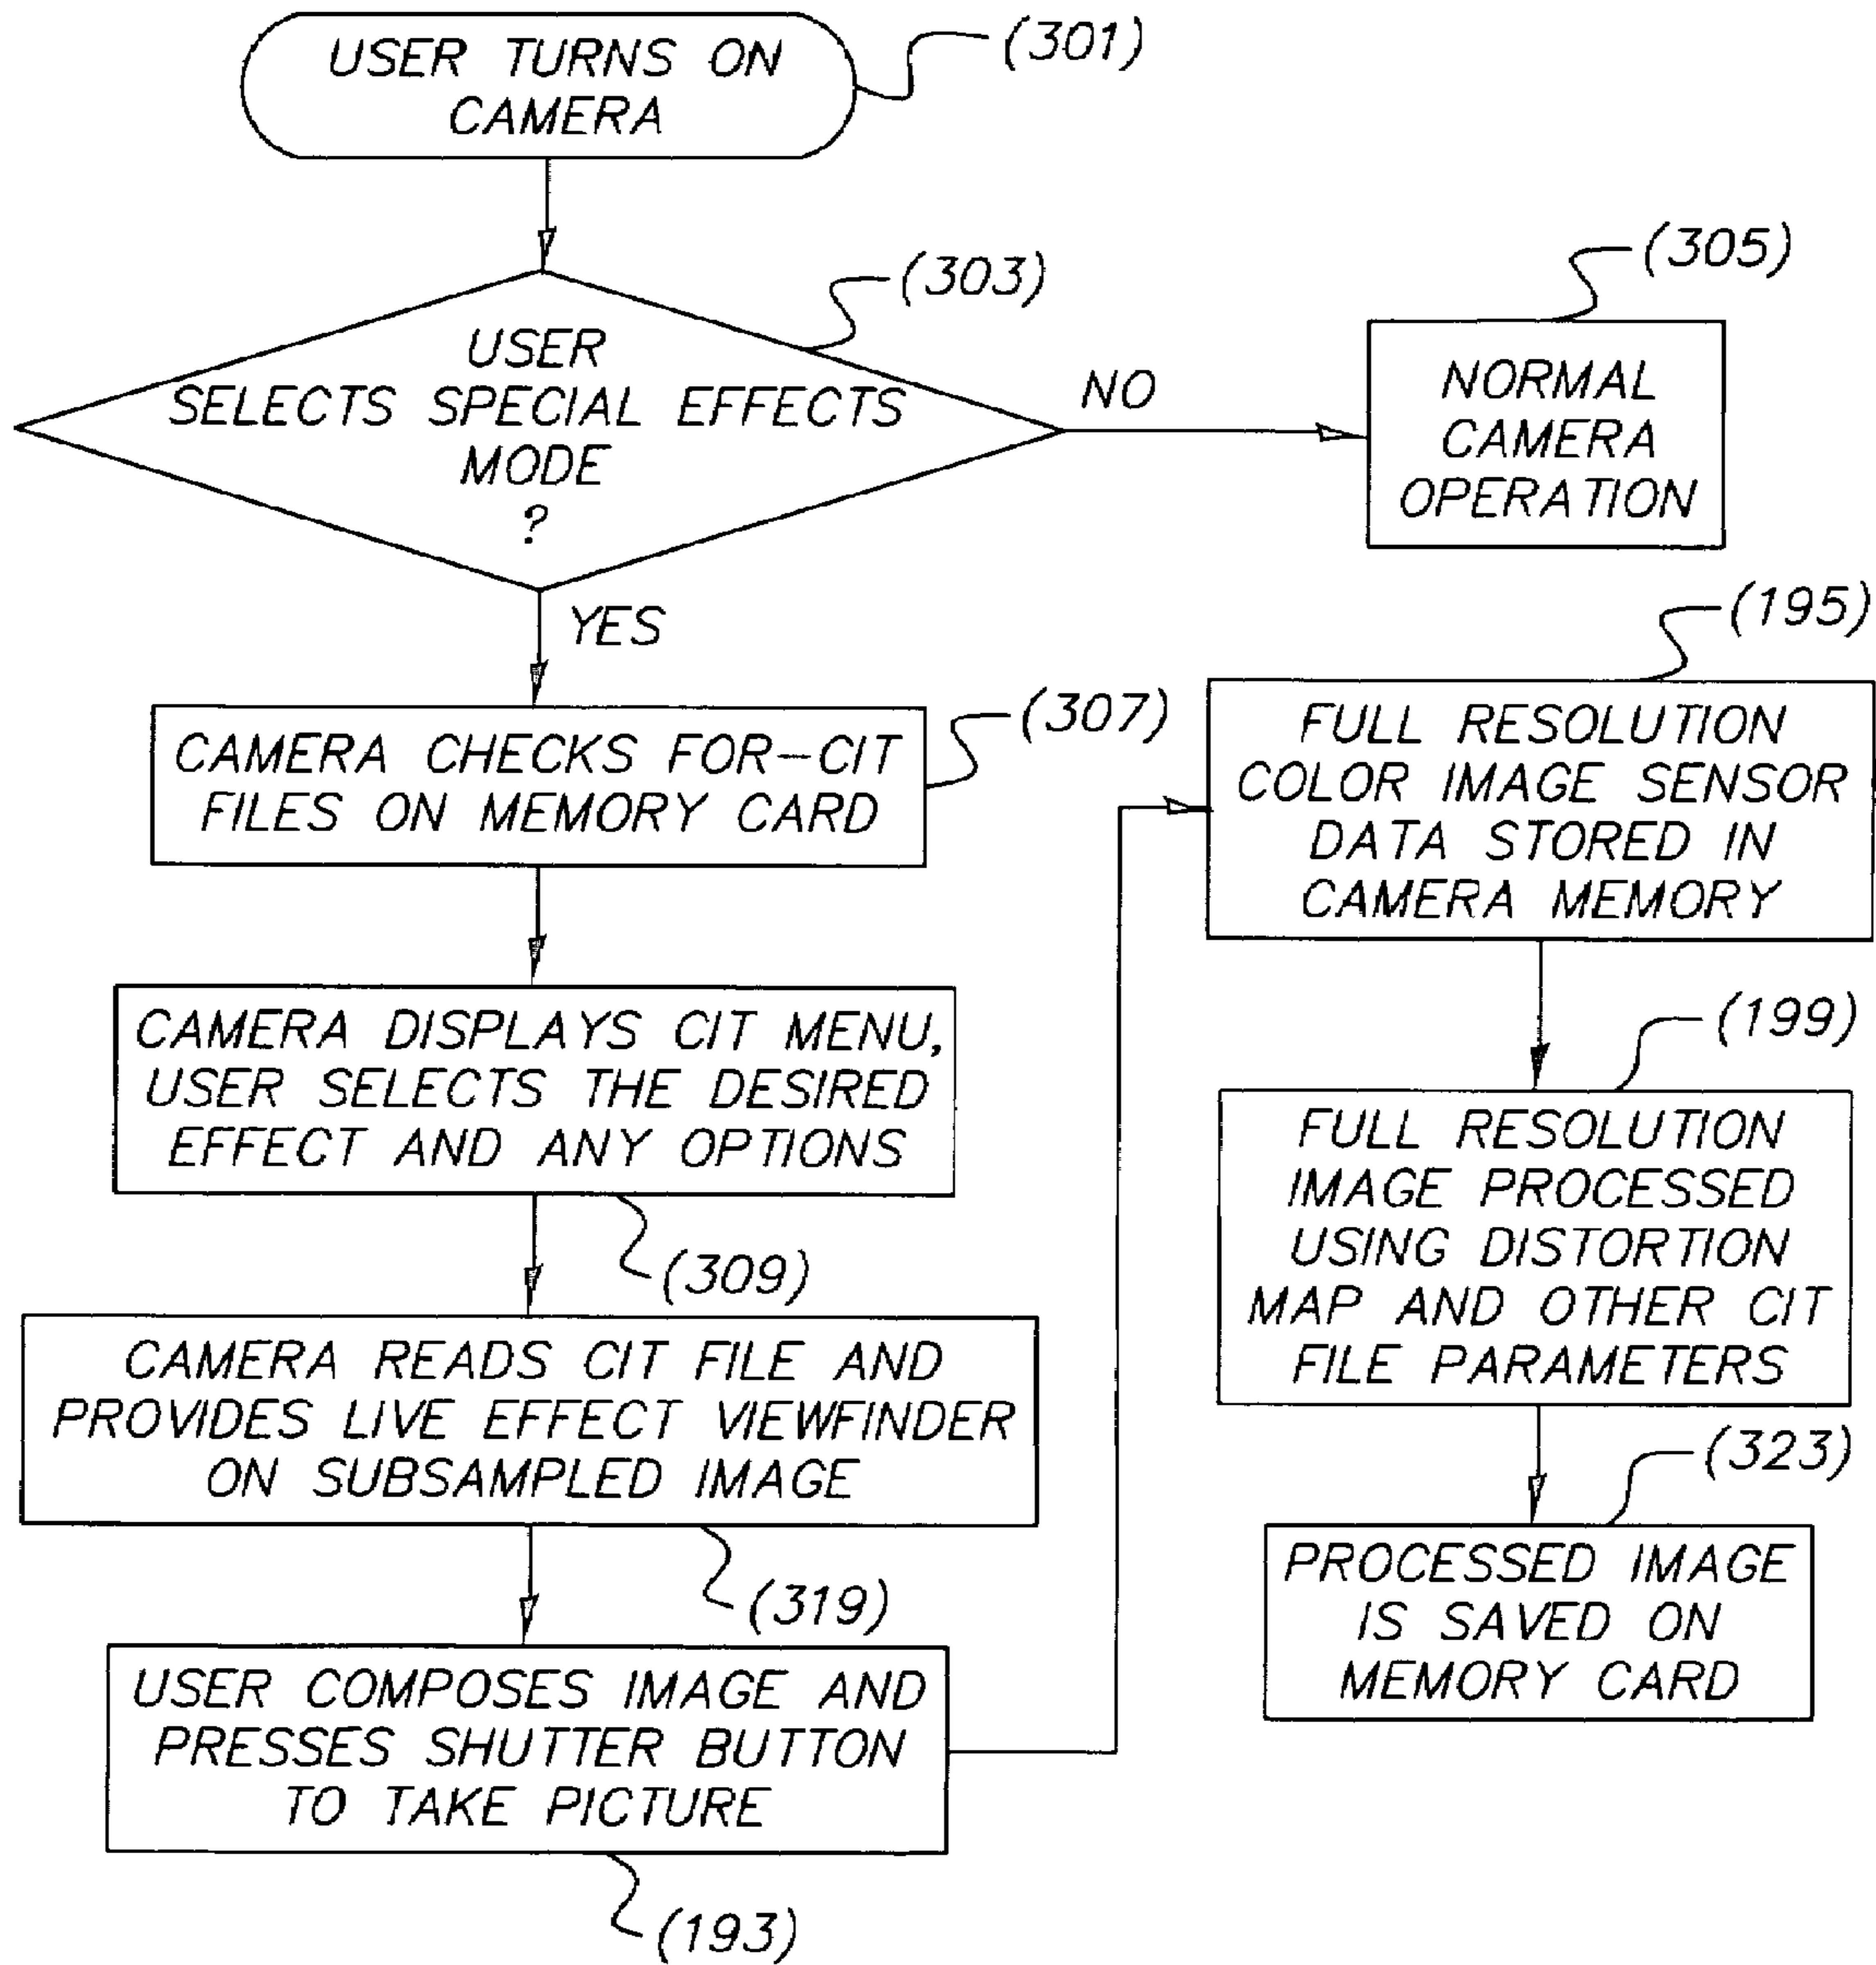 USER TURNS ON
CAMERA
(301)
USER
SELECTS SPECIAL EFFECTS
MODE
?
(303)
NO
NORMAL
CAMERA
OPERATION
(305)
YES
CAMERA CHECKS FOR-CIT
FILES ON MEMORY CARD
(307)
CAMERA DISPLAYS CIT MENU,
USER SELECTS THE DESIRED
EFFECT AND ANY OPTIONS
(309)
CAMERA READS CIT FILE AND
PROVIDES LIVE EFFECT VIEWFINDER
ON SUBSAMPLED IMAGE
(319)
USER COMPOSES IMAGE AND
PRESSES SHUTTER BUTTON
TO TAKE PICTURE
(193)
FULL RESOLUTION
COLOR IMAGE SENSOR
DATA STORED IN
CAMERA MEMORY
(195)
FULL RESOLUTION
IMAGE PROCESSED
USING DISTORTION
MAP AND OTHER CIT
FILE PARAMETERS
(199)
PROCESSED IMAGE
IS SAVED ON
MEMORY CARD
(323)